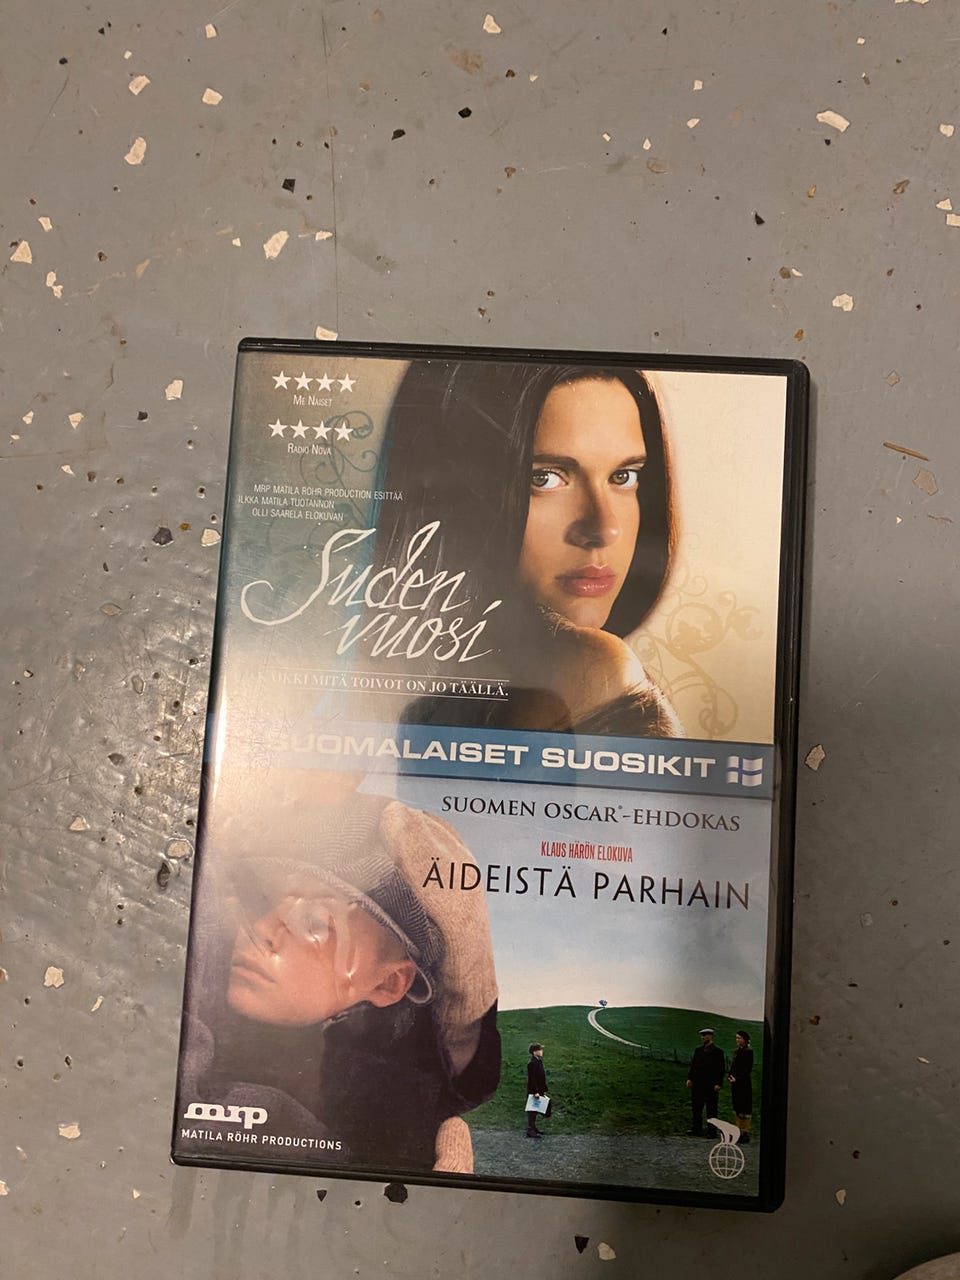 ME NAISET
RADIO NOVA
MRP MATILA RÖHR PRODUCTION ESITTÄÄ
ILKKA MATILA TUOTANNON
OLLI SAARELA ELOKUVAN
Suden
vuosi
KAIKKI MITÄ TOIVOT ON JO TÄÄLLÄ.
SUOMALAISET SUOSIKIT
SUOMEN OSCAR®-EHDOKAS
KLAUS HÄRÖN ELOKUVA
ÄIDEISTÄ PARHAIN
mrp
MATILA RÖHR PRODUCTIONS